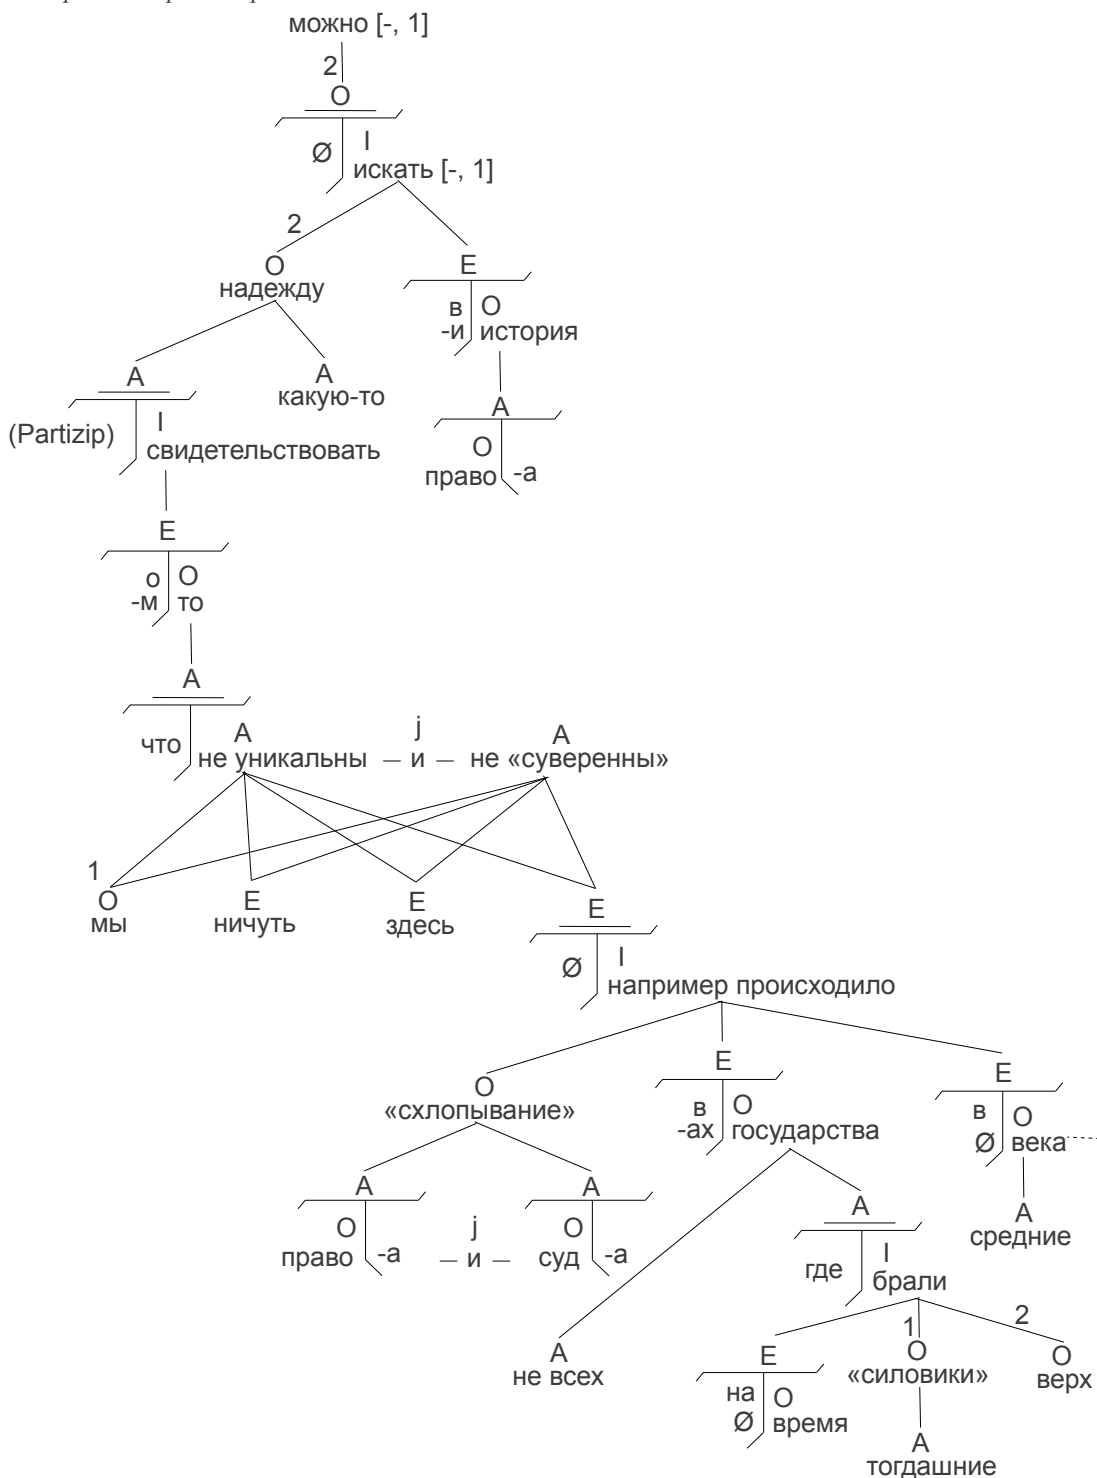 можно [-, 1]
2
O
Ø I
искать [-, 1]
2
O E
надежду
в O
-и история
A A
какую-то
A
(Partizip) I
свидетельствовать
O
право -а
E
о O
-м то
A
что
A j A
не уникальны – и – не «суверенны»
1
O E E E
мы ничуть здесь
Ø I
например происходило
O E E
«схлопывание»
в O
-ах государства
в O
Ø века
A A A A
O j O
право -а – и – суд -а
средние
где I
брали
1 2
A E O O
не всех «силовики» верх
на O
Ø время
A
тогдашние